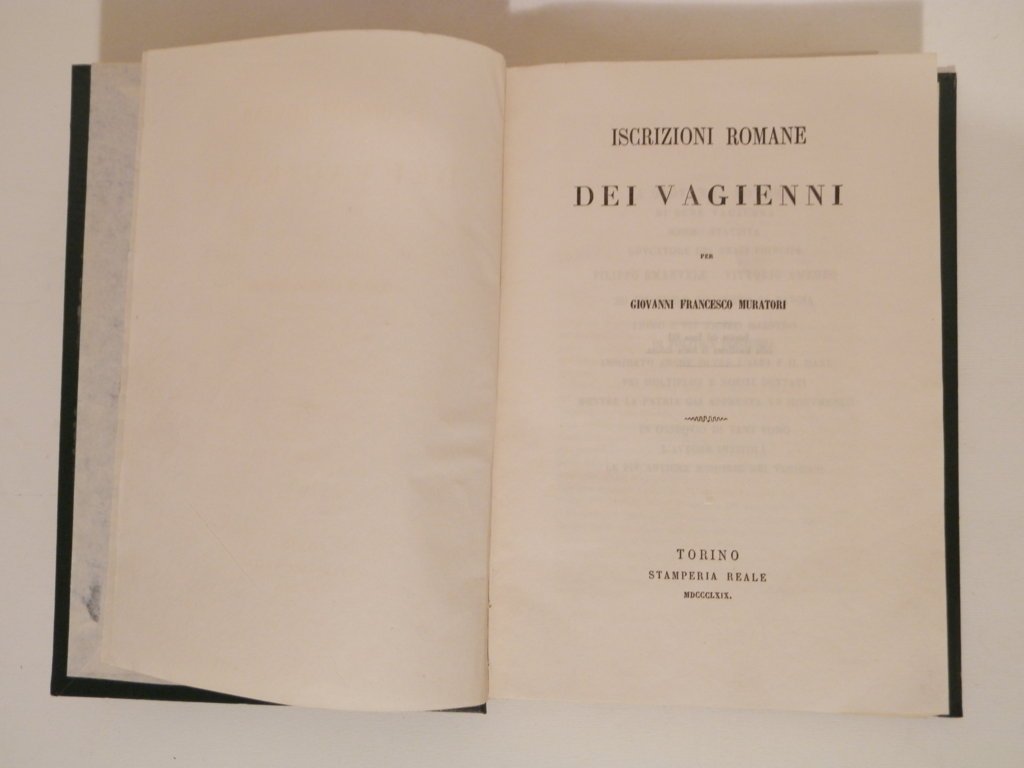 ISCRIZIONI ROMANE
DEI VAGIENNI
PER
GIOVANNI FRANCESCO MURATORI
TORINO
STAMPERIA REALE
MDCCCLXIX.